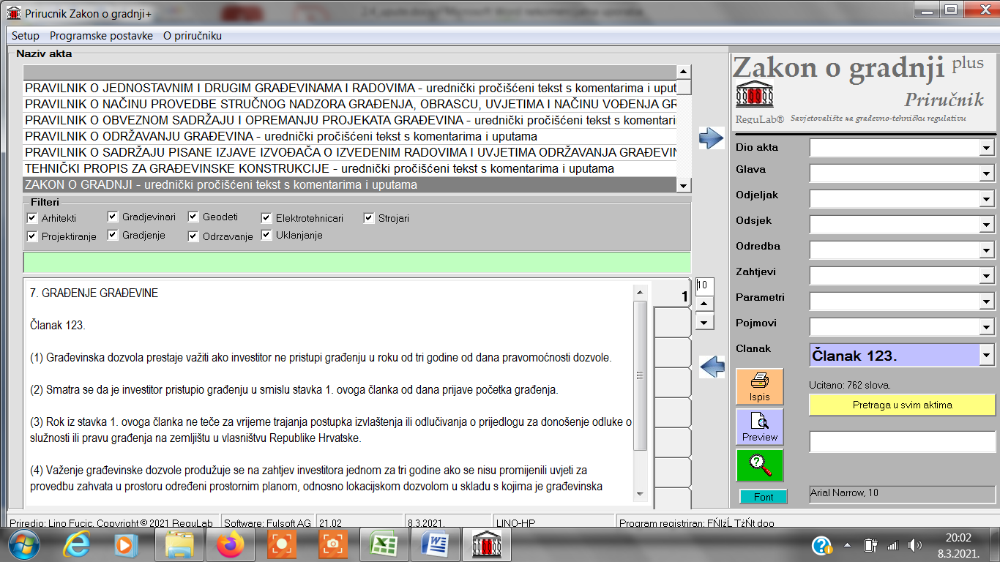 Prirucnik Zakon o gradnji+
Setup Programske postavke O priručniku
Naziv akta
PRAVILNIK O JEDNOSTAVNIM I DRUGIM GRAĐEVINAMA I RADOVIMA - urednički pročišćeni tekst s komentarima i uput
PRAVILNIK O NAČINU PROVEDBE STRUČNOG NADZORA GRAĐENJA, OBRASCU, UVJETIMA I NAČINU VOĐENJA GR
PRAVILNIK O OBVEZNOM SADRŽAJU I OPREMANJU PROJEKATA GRAĐEVINA - urednički pročišćeni tekst s komentari
PRAVILNIK O ODRŽAVANJU GRAĐEVINA - urednički pročišćeni tekst s komentarima i uputama
PRAVILNIK O SADRŽAJU PISANE IZJAVE IZVOĐAČA O IZVEDENIM RADOVIMA I UVJETIMA ODRŽAVANJA GRAĐEVIN
TEHNIČKI PROPIS ZA GRAĐEVINSKE KONSTRUKCIJE - urednički pročišćeni tekst s komentarima i uputama
ZAKON O GRADNJI - urednički pročišćeni tekst s komentarima i uputama
Filteri
Arhitekti Gradjevinari Geodeti Elektrotehnicari Strojari
Projektiranje Gradjenje Odrzavanje Uklanjanje
7. GRAĐENJE GRAĐEVINE
Članak 123.
(1) Građevinska dozvola prestaje važiti ako investitor ne pristupi građenju u roku od tri godine od dana pravomoćnosti dozvole.
(2) Smatra se da je investitor pristupio građenju u smislu stavka 1. ovoga članka od dana prijave početka građenja.
(3) Rok iz stavka 1. ovoga članka ne teče za vrijeme trajanja postupka izvlaštenja ili odlučivanja o prijedlogu za donošenje odluke o
služnosti ili pravu građenja na zemljištu u vlasništvu Republike Hrvatske.
(4) Važenje građevinske dozvole produžuje se na zahtjev investitora jednom za tri godine ako se nisu promijenili uvjeti za
provedbu zahvata u prostoru određeni prostornim planom, odnosno lokacijskom dozvolom u skladu s kojima je građevinska
1
10
Zakon o gradnji plus
Priručnik
ReguLab® Savjetovalište za građevno-tehničku regulativu
Dio akta
Glava
Odjeljak
Odsjek
Odredba
Zahtjevi
Parametri
Pojmovi
Clanak Članak 123.
Ispis
Ucitano: 762 slova.
Pretraga u svim aktima
Preview
Font
Arial Narrow, 10
Priredio: Lino Fucic, Copyright © 2021 ReguLab Software: Fulsoft AG 21.02 8.3.2021 LINO-HP Program registriran: FŃlżĹ TżŃt doo
20:02
8.3.2021.